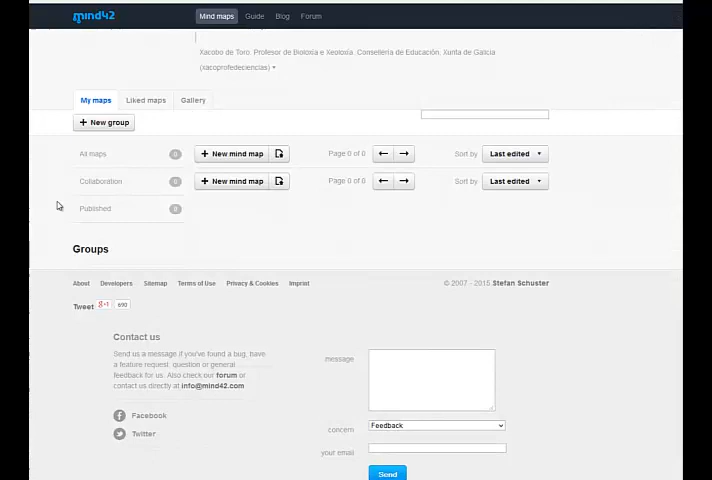 mind42 Mind maps Guide Blog Forum
Xacobo de Toro. Profesor de Bioloxía e Xeoloxía. Consellería de Educación. Xunta de Galicia
(xacoprofedeciencias)
My maps Liked maps Gallery
+ New group
All maps 0 + New mind map Page 0 of 0 ← → Sort by Last edited
Collaboration 0 + New mind map Page 0 of 0 ← → Sort by Last edited
Published 0
Groups
About Developers Sitemap Terms of Use Privacy & Cookies Imprint © 2007 - 2015 Stefan Schuster
Tweet g+1 690
Contact us
Send us a message if you've found a bug, have
a feature request, question or general
feedback for us. Also check our forum or
contact us directly at info@mind42.com
Facebook
Twitter
message
concern Feedback
your email
Send